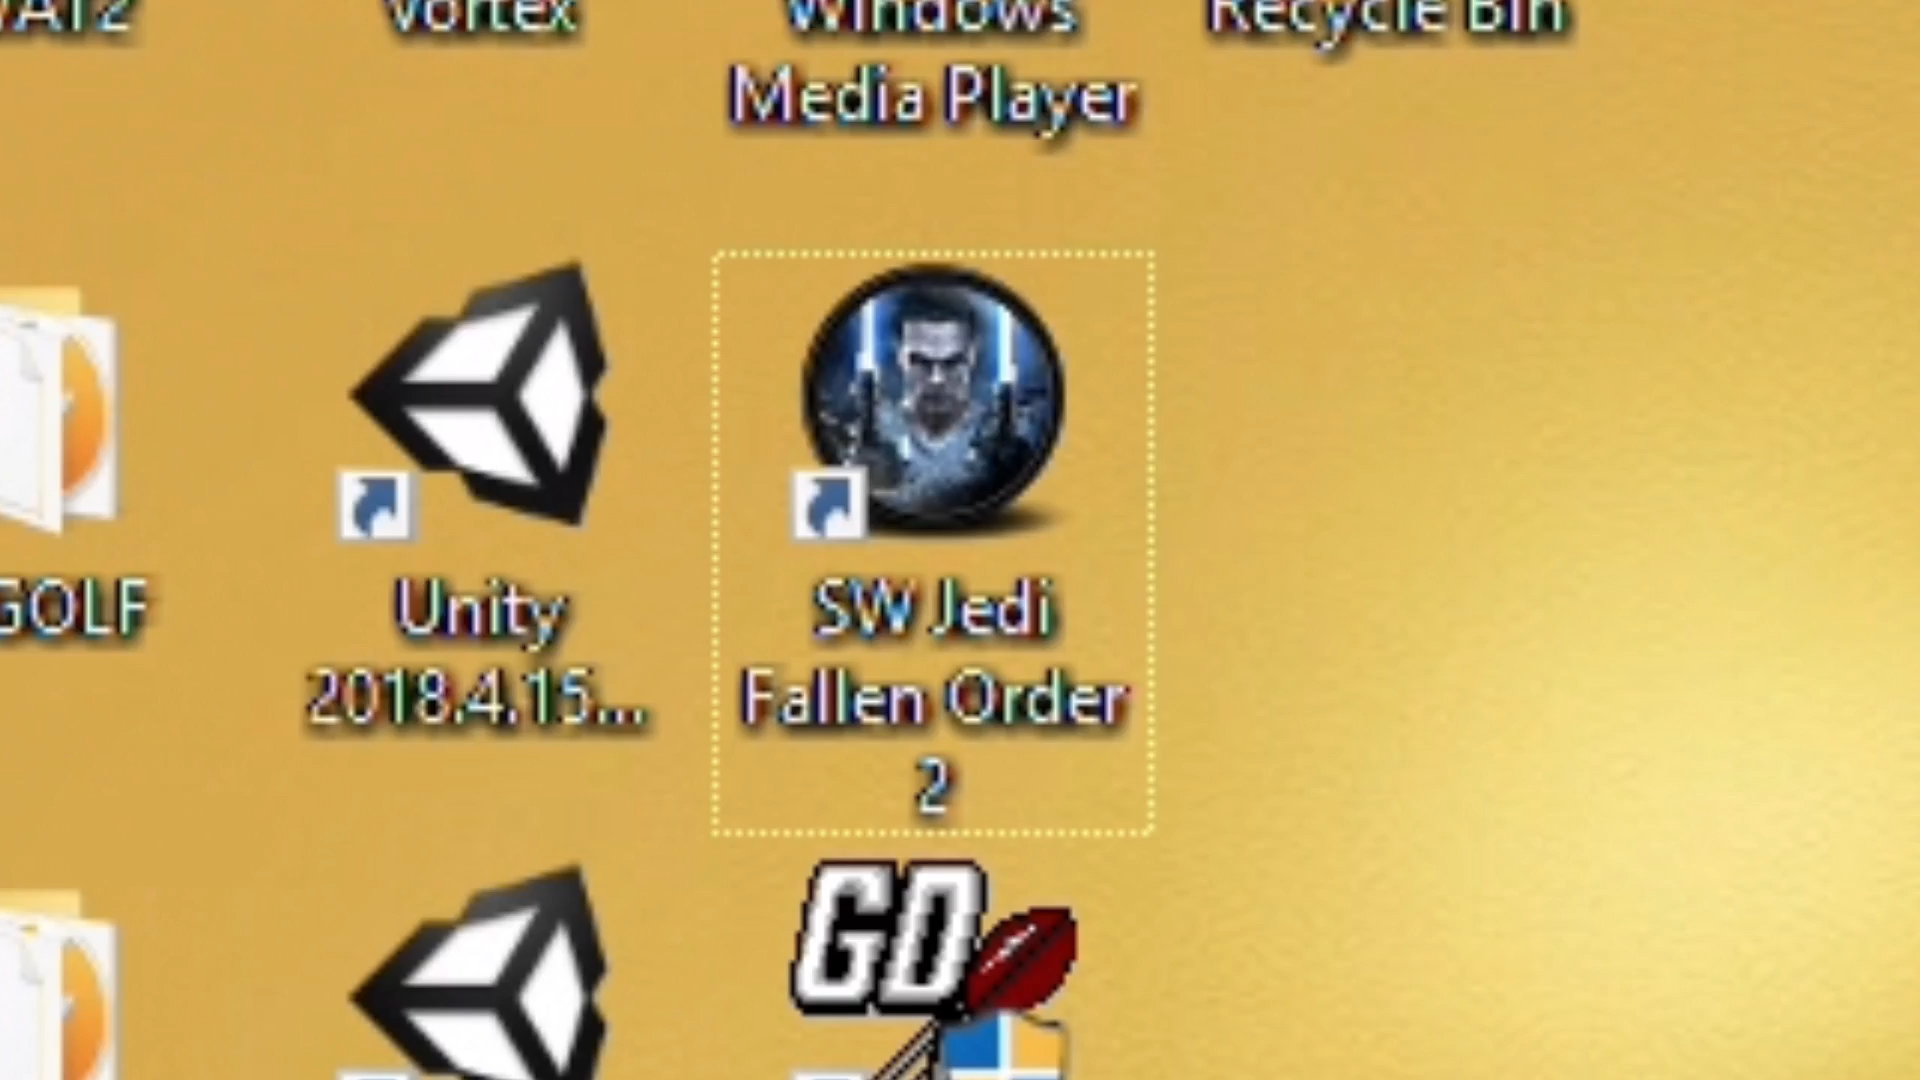 Vortex
Windows
Media Player
Recycle Bin
GOLF
Unity
2018.4.15...
SW Jedi
Fallen Order
2
GD